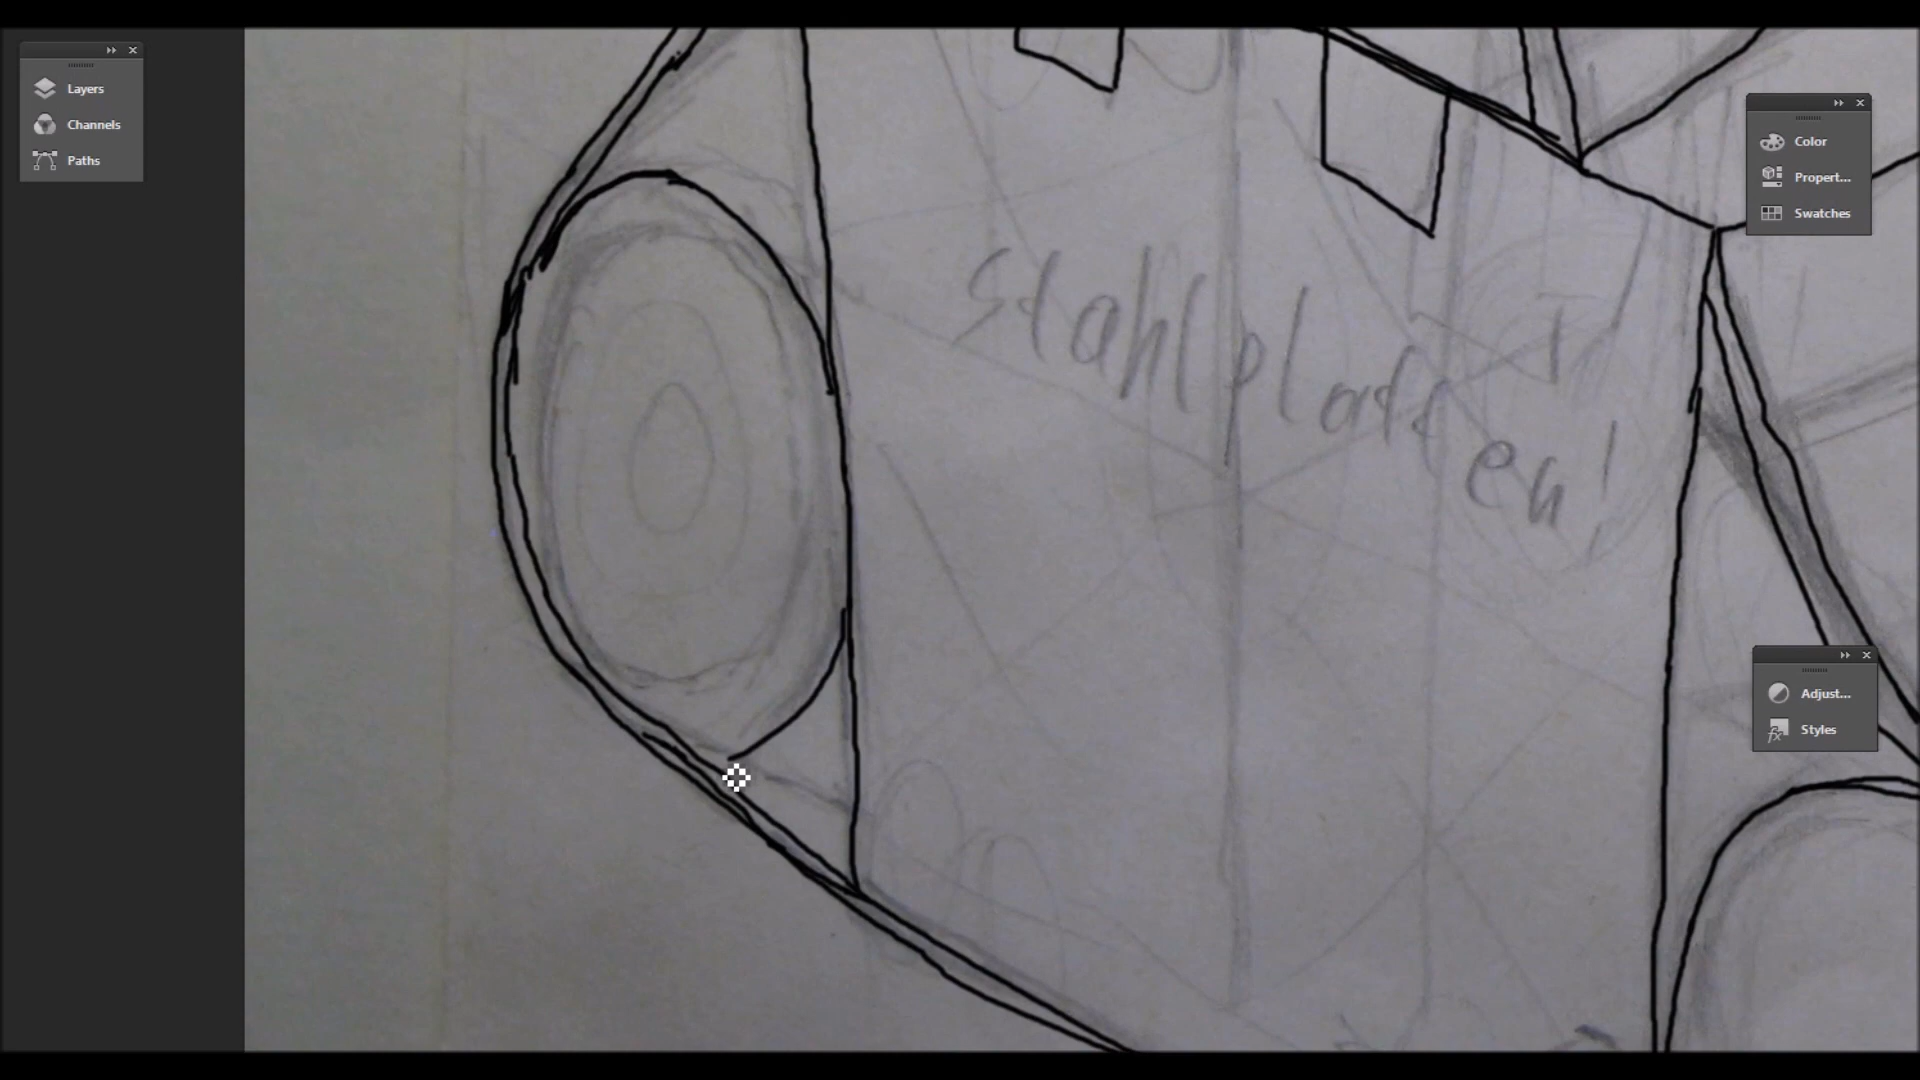 Layers
Channels
Paths
Color
Propert...
Swatches
Stahlplatten!
Adjust...
Styles